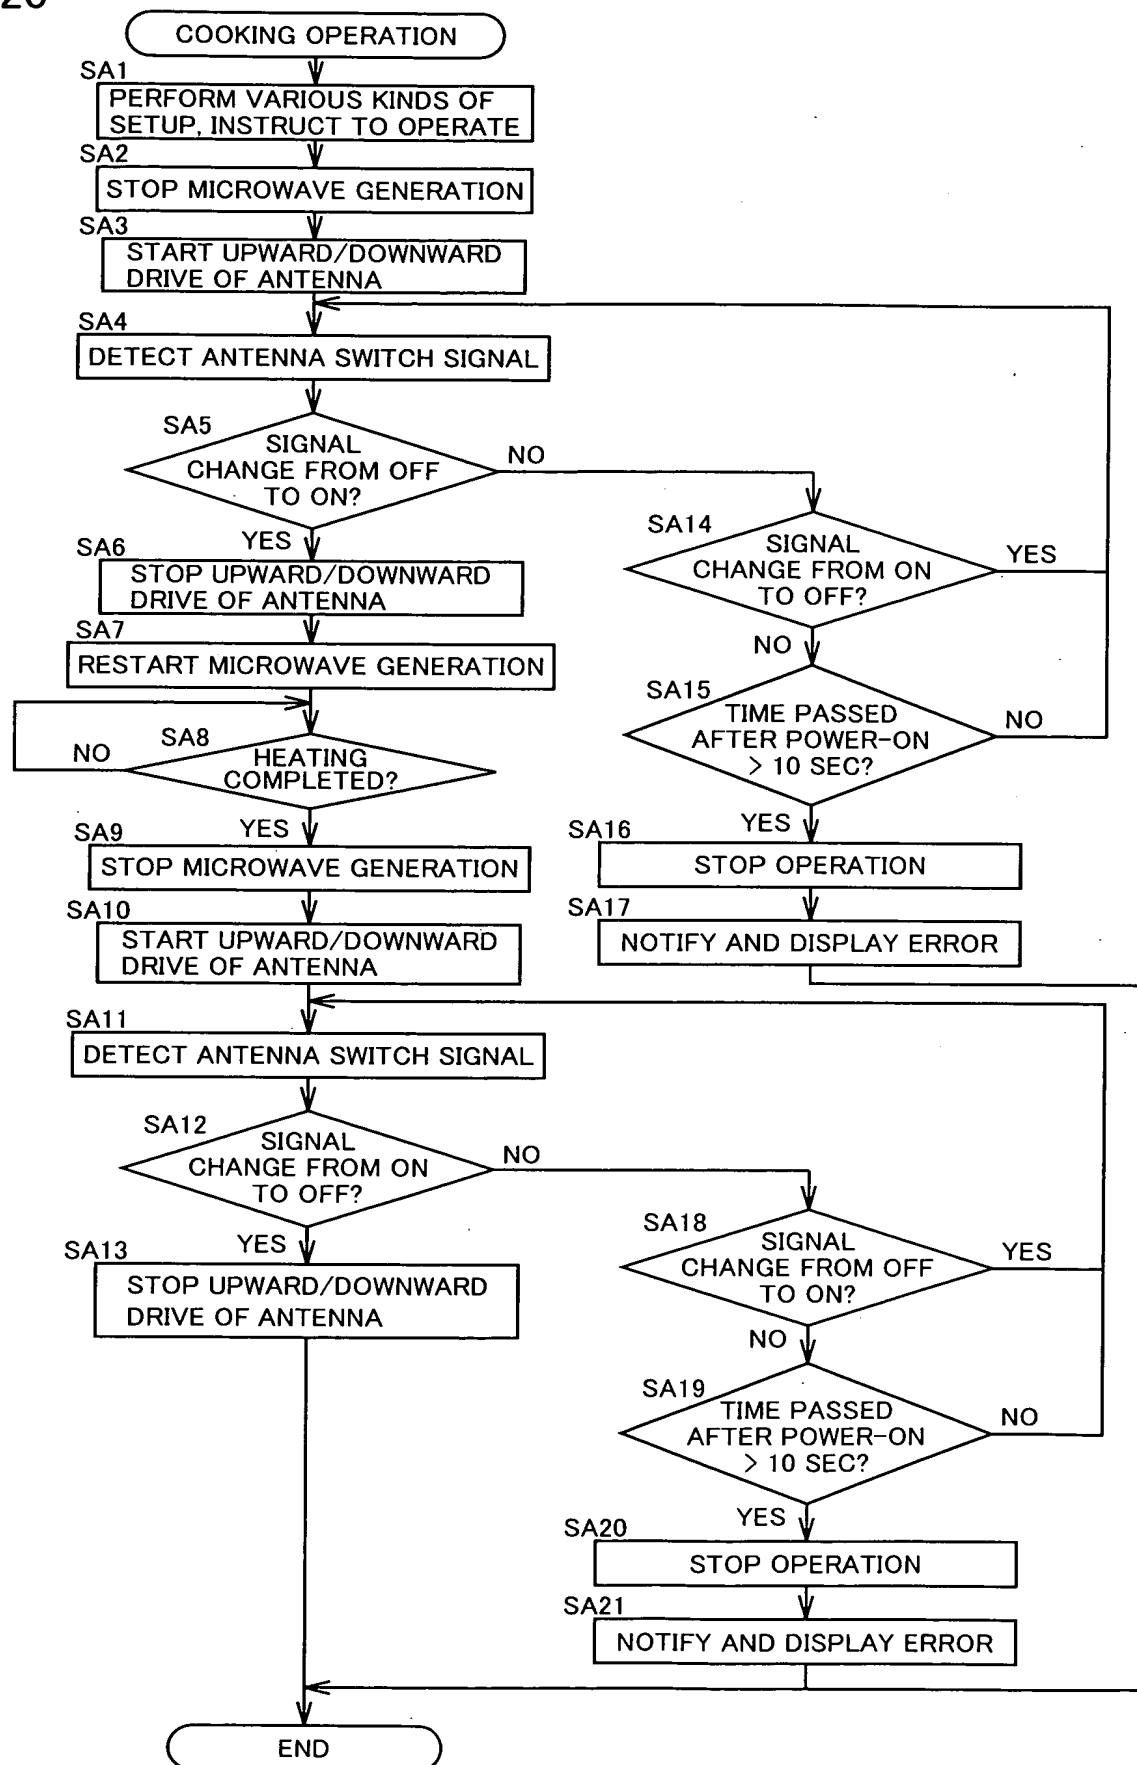 COOKING OPERATION
SA1
PERFORM VARIOUS KINDS OF
SETUP, INSTRUCT TO OPERATE
SA2
STOP MICROWAVE GENERATION
SA3
START UPWARD/DOWNWARD
DRIVE OF ANTENNA
SA4
DETECT ANTENNA SWITCH SIGNAL
SA5
SIGNAL
CHANGE FROM OFF
TO ON?
NO
YES
SA6
STOP UPWARD/DOWNWARD
DRIVE OF ANTENNA
SA7
RESTART MICROWAVE GENERATION
SA8
HEATING
COMPLETED?
NO
YES
SA9
STOP MICROWAVE GENERATION
SA10
START UPWARD/DOWNWARD
DRIVE OF ANTENNA
SA11
DETECT ANTENNA SWITCH SIGNAL
SA12
SIGNAL
CHANGE FROM ON
TO OFF?
NO
YES
SA13
STOP UPWARD/DOWNWARD
DRIVE OF ANTENNA
SA14
SIGNAL
CHANGE FROM ON
TO OFF?
YES
NO
SA15
TIME PASSED
AFTER POWER-ON
> 10 SEC?
NO
YES
SA16
STOP OPERATION
SA17
NOTIFY AND DISPLAY ERROR
SA18
SIGNAL
CHANGE FROM OFF
TO ON?
YES
NO
SA19
TIME PASSED
AFTER POWER-ON
> 10 SEC?
NO
YES
SA20
STOP OPERATION
SA21
NOTIFY AND DISPLAY ERROR
END